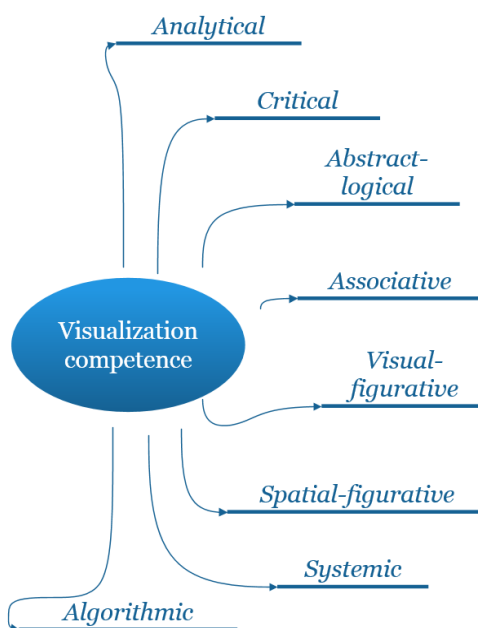 Analytical
Critical
Abstract-
logical
Associative
Visualization
competence
Visual-
figurative
Spatial-figurative
Systemic
Algorithmic